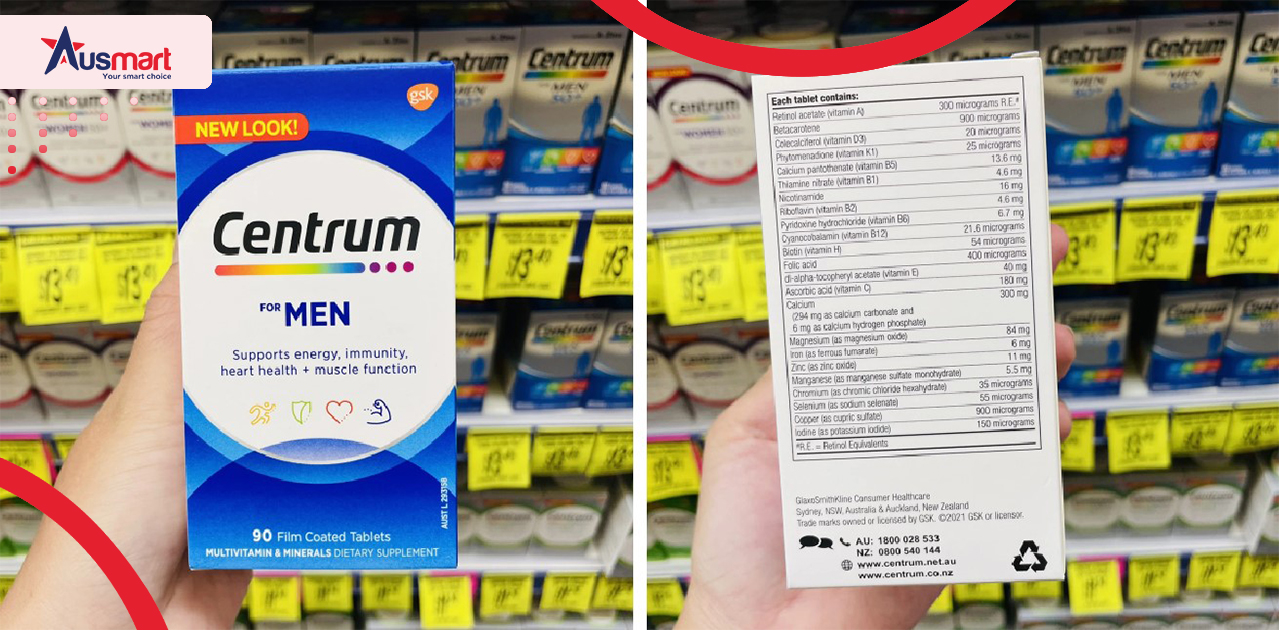 Ausmart
Your smart choice
gsk
NEW LOOK!
Centrum
FOR MEN
Supports energy, immunity,
heart health + muscle function
AUST L 293158
90 Film Coated Tablets
MULTIVITAMIN & MINERALS DIETARY SUPPLEMENT
Each tablet contains:
Retinol acetate (vitamin A) 300 micrograms R.E.#
Betacarotene 900 micrograms
Colecalciferol (vitamin D3) 20 micrograms
Phytomenadione (vitamin K1) 25 micrograms
Calcium pantothenate (vitamin B5) 13.6 mg
Thiamine nitrate (vitamin B1) 4.6 mg
Nicotinamide 16 mg
Riboflavin (vitamin B2) 4.6 mg
Pyridoxine hydrochloride (vitamin B6) 6.7 mg
Cyanocobalamin (vitamin B12) 21.6 micrograms
Biotin (vitamin H) 54 micrograms
Folic acid 400 micrograms
dl-alpha-tocopheryl acetate (vitamin E) 40 mg
Ascorbic acid (vitamin C) 180 mg
Calcium 300 mg
(294 mg as calcium carbonate and
6 mg as calcium hydrogen phosphate)
Magnesium (as magnesium oxide) 84 mg
Iron (as ferrous fumarate) 6 mg
Zinc (as zinc oxide) 11 mg
Manganese (as manganese sulfate monohydrate) 5.5 mg
Chromium (as chromic chloride hexahydrate) 35 micrograms
Selenium (as sodium selenate) 55 micrograms
Copper (as cupric sulfate) 900 micrograms
Iodine (as potassium iodide) 150 micrograms
#R.E. = Retinol Equivalents
GlaxoSmithKline Consumer Healthcare
Sydney, NSW, Australia & Auckland, New Zealand
Trade marks owned or licensed by GSK. ©2021 GSK or licensor.
AU: 1800 028 533
NZ: 0800 540 144
www.centrum.net.au
www.centrum.co.nz